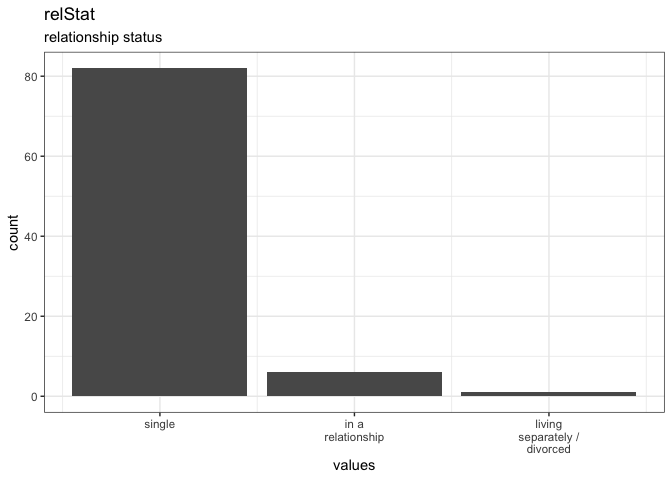 relStat
relationship status
count
80
60
40
20
0
single
in a
relationship
living
separately /
divorced
values